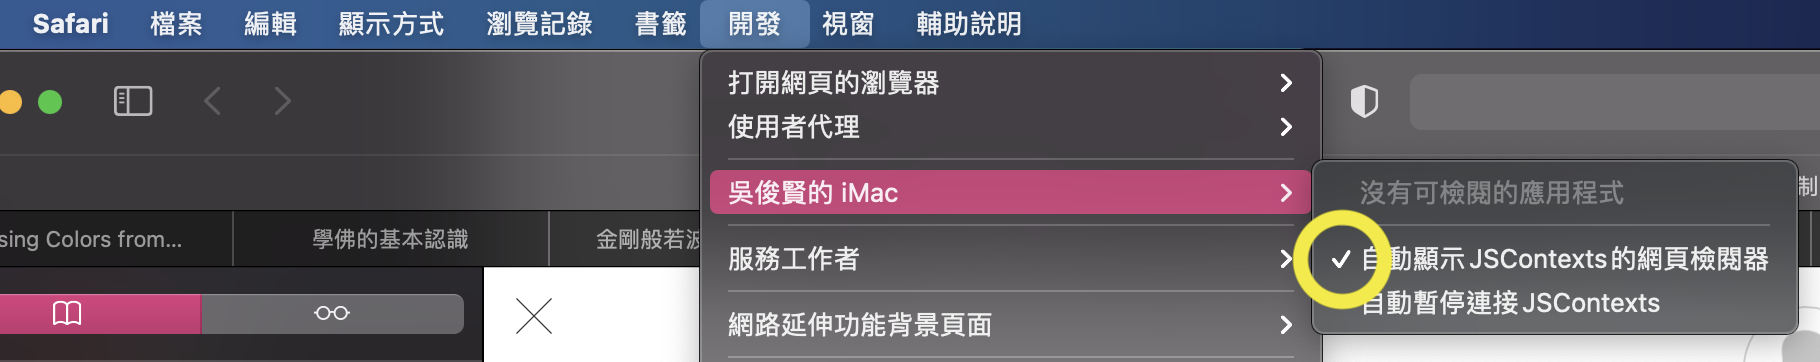 Safari 檔案 編輯 顯示方式 瀏覽記錄 書籤 開發 視窗 輔助說明
打開網頁的瀏覽器
使用者代理
吳俊賢的 iMac
沒有可檢閱的應用程式
制
sing Colors from...
學佛的基本認識
金剛般若波
服務工作者
自動顯示 JSContexts 的網頁檢閱器
自動暫停連接 JSContexts
網路延伸功能背景頁面